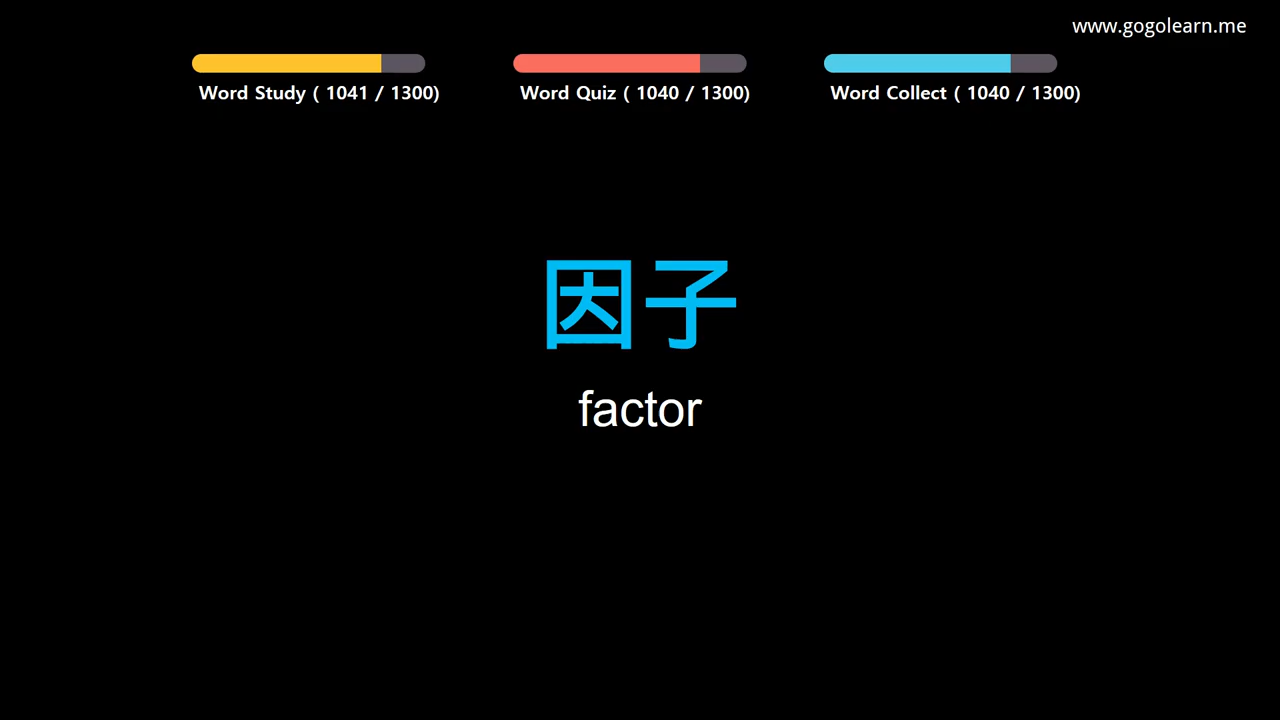 www.gogolearn.me
Word Study ( 1041 / 1300)
Word Quiz ( 1040 / 1300)
Word Collect ( 1040 / 1300)
因子
factor